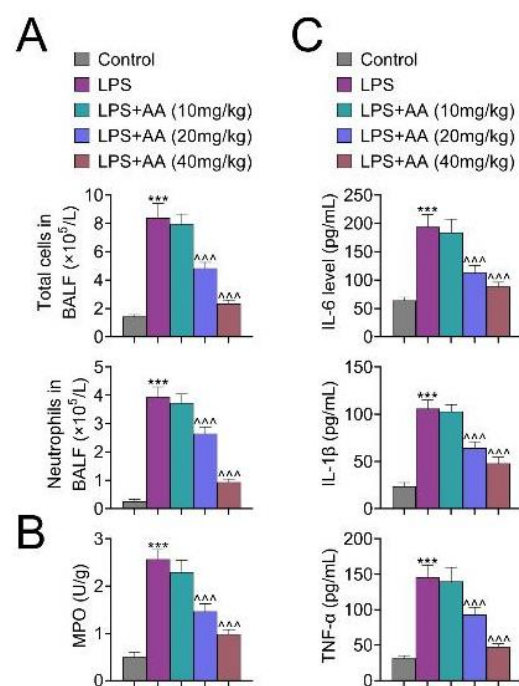 A
Control
LPS
LPS+AA (10mg/kg)
LPS+AA (20mg/kg)
LPS+AA (40mg/kg)
Total cells in
BALF (×10⁵/L)
10
8
6
4
2
0
***
^^^
^^^
Neutrophils in
BALF (×10⁵/L)
5
4
3
2
1
0
***
^^^
^^^
B
MPO (U/g)
3
2
1
0
***
^^^
^^^
C
Control
LPS
LPS+AA (10mg/kg)
LPS+AA (20mg/kg)
LPS+AA (40mg/kg)
IL-6 level (pg/mL)
250
200
150
100
50
0
***
^^^
^^^
IL-1β (pg/mL)
150
100
50
0
***
^^^
^^^
TNF-α (pg/mL)
200
150
100
50
0
***
^^^
^^^